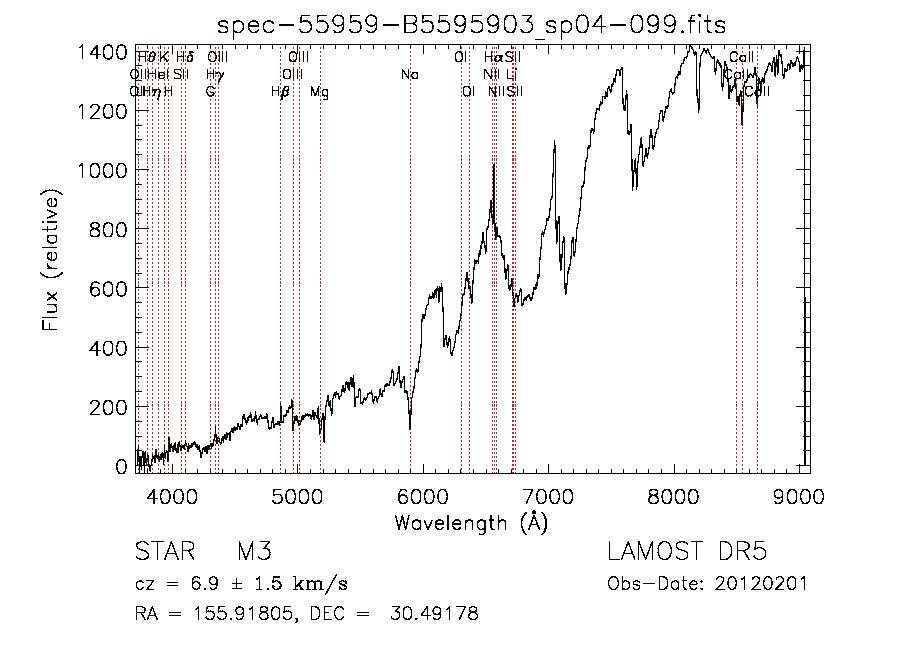 spec-55959-B5595903_sp04-099.fits
Hθ K Hδ OIII OIII OI Hα SII CaII
OII HeI SII Hγ OIII Na NII Li CaII
OII Hη H G Hβ Mg OI NII SII CaII
1400
1200
1000
800
600
400
200
0
Flux (relative)
4000 5000 6000 7000 8000 9000
Wavelength (Å)
STAR M3 LAMOST DR5
cz = 6.9 ± 1.5 km/s Obs-Date: 20120201
RA = 155.91805, DEC = 30.49178